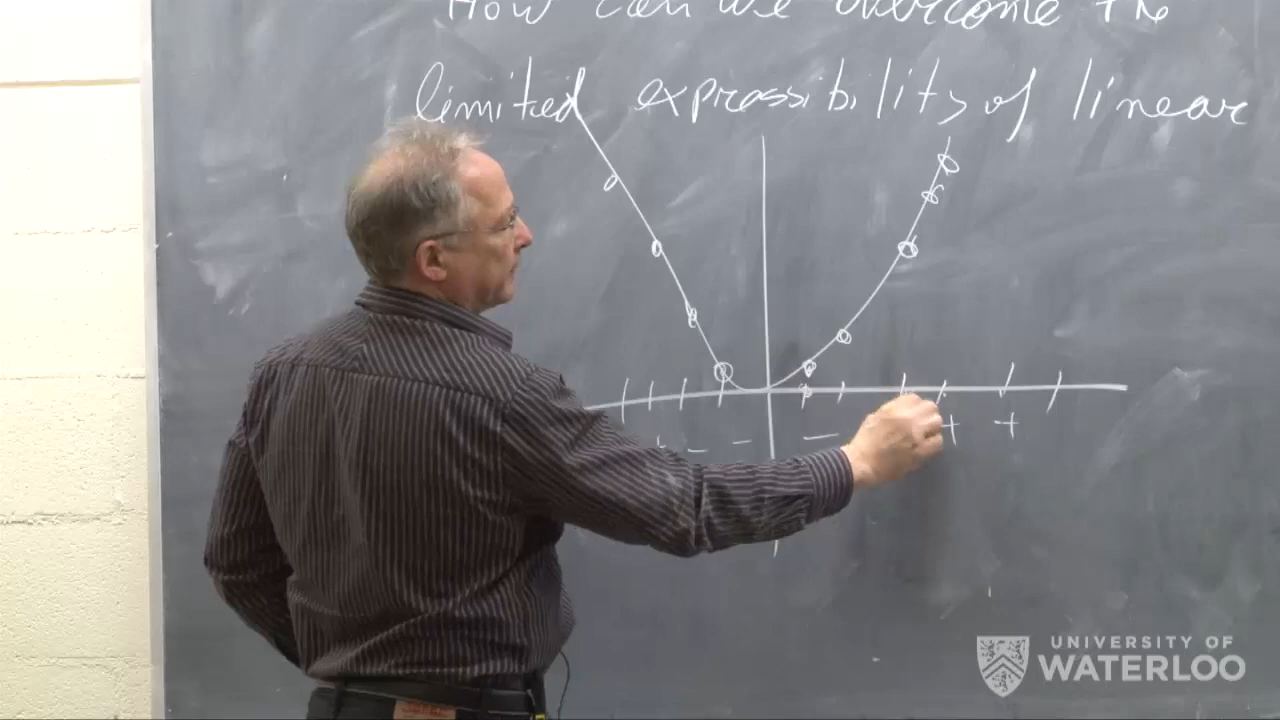 How can we overcome the
limited expressibility of linear
+ +
UNIVERSITY OF
WATERLOO